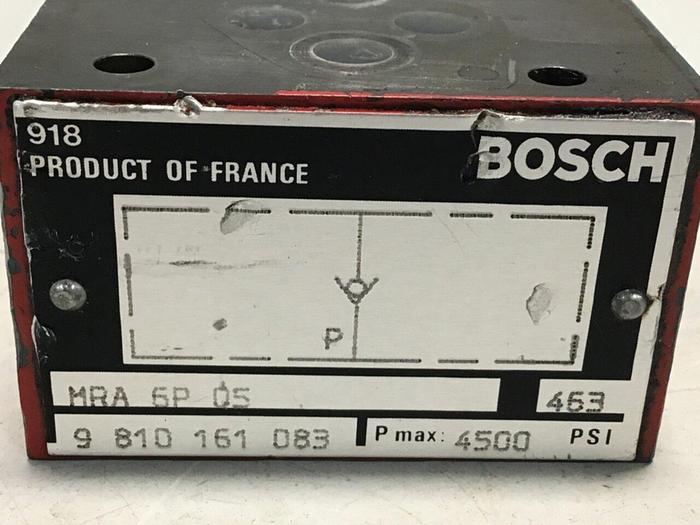 918
PRODUCT OF FRANCE
BOSCH
P
MRA 6P 05
463
9 810 161 083
P max: 4500 PSI